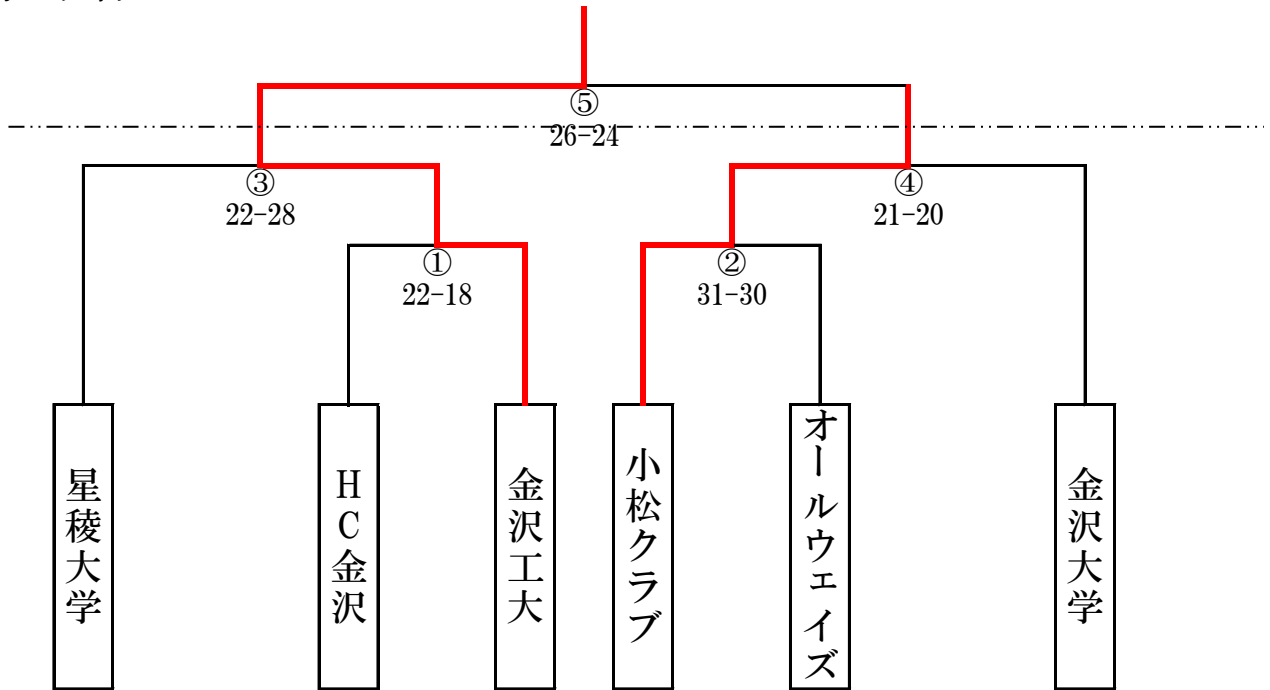 ⑤
26-24
③
22-28
④
21-20
①
22-18
②
31-30
星稜大学
HC金沢
金沢工大
小松クラブ
オールウェイズ
金沢大学